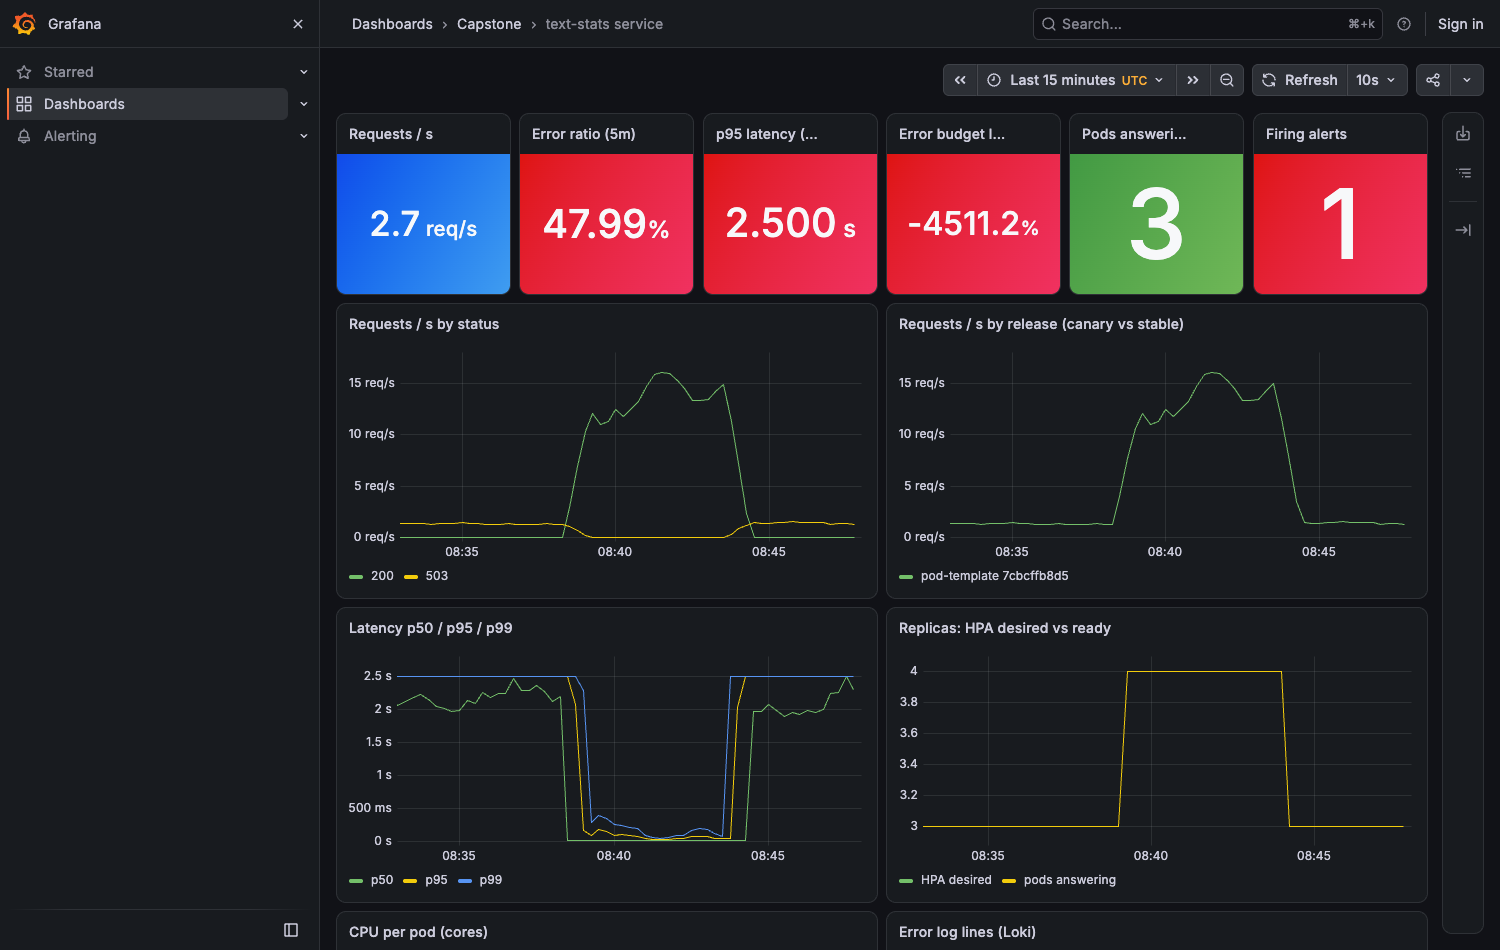 Grafana
Dashboards › Capstone › text-stats service
Search...
⌘+k
Sign in
Starred
Dashboards
Alerting
Last 15 minutes UTC
Refresh
10s
Requests / s
2.7 req/s
Error ratio (5m)
47.99%
p95 latency (...
2.500 s
Error budget l...
-4511.2%
Pods answeri...
3
Firing alerts
1
Requests / s by status
15 req/s
10 req/s
5 req/s
0 req/s
08:35 08:40 08:45
200 503
Requests / s by release (canary vs stable)
15 req/s
10 req/s
5 req/s
0 req/s
08:35 08:40 08:45
pod-template 7cbcffb8d5
Latency p50 / p95 / p99
2.5 s
2 s
1.5 s
1 s
500 ms
0 s
08:35 08:40 08:45
p50 p95 p99
Replicas: HPA desired vs ready
4
3.8
3.6
3.4
3.2
3
08:35 08:40 08:45
HPA desired pods answering
CPU per pod (cores)
Error log lines (Loki)